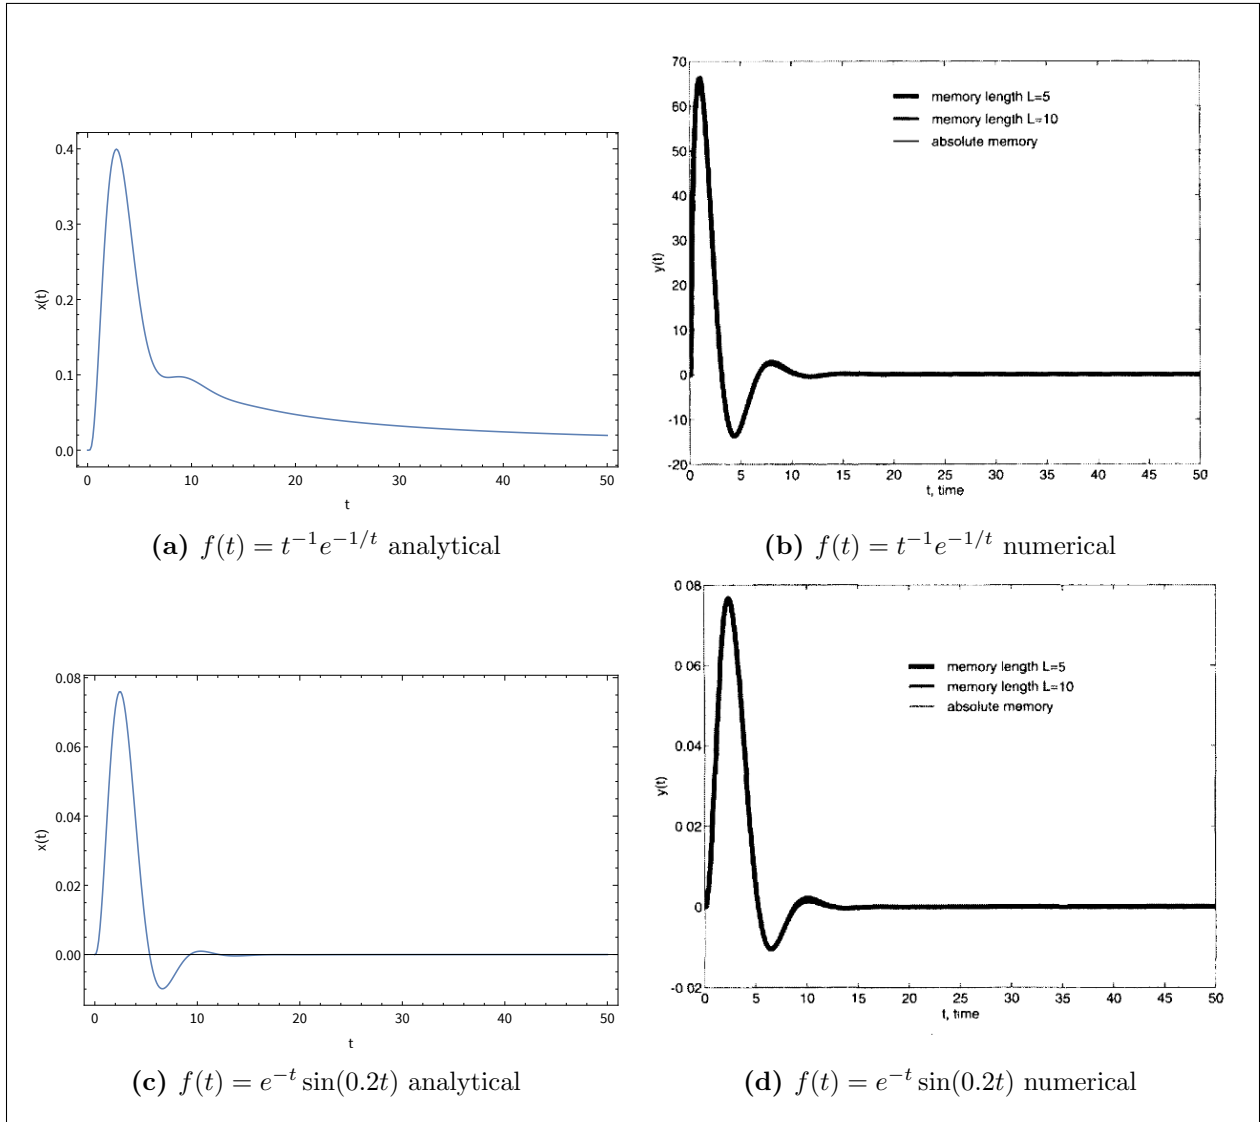 0.4
0.3
0.2
0.1
0.0
x(t)
0 10 20 30 40 50
t
(a) f(t) = t^{-1}e^{-1/t} analytical
70
60
50
40
30
20
10
0
-10
-20
y(t)
memory length L=5
memory length L=10
absolute memory
0 5 10 15 20 25 30 35 40 45 50
t, time
(b) f(t) = t^{-1}e^{-1/t} numerical
0.08
0.06
0.04
0.02
0.00
x(t)
0 10 20 30 40 50
t
(c) f(t) = e^{-t} sin(0.2t) analytical
0 08
0 06
0.04
0 02
0
-0 02
y(t)
memory length L=5
memory length L=10
absolute memory
0 5 10 15 20 25 30 35 40 45 50
t, time
(d) f(t) = e^{-t} sin(0.2t) numerical